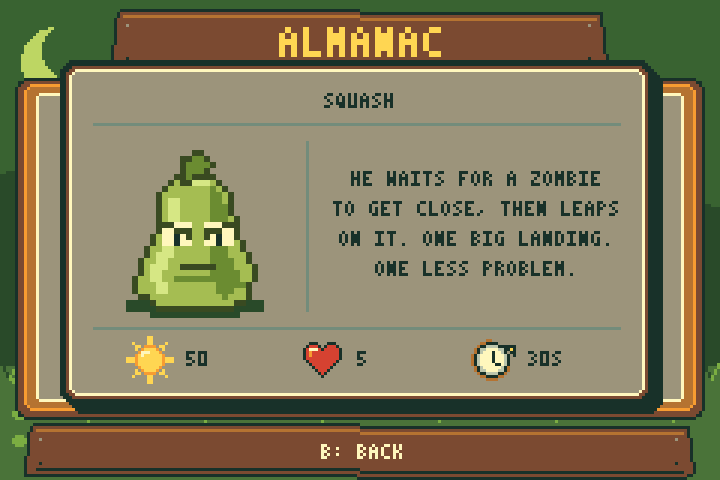 ALMANAC
SQUASH
HE WAITS FOR A ZOMBIE
TO GET CLOSE, THEN LEAPS
ON IT. ONE BIG LANDING.
ONE LESS PROBLEM.
50 5 30S
B: BACK